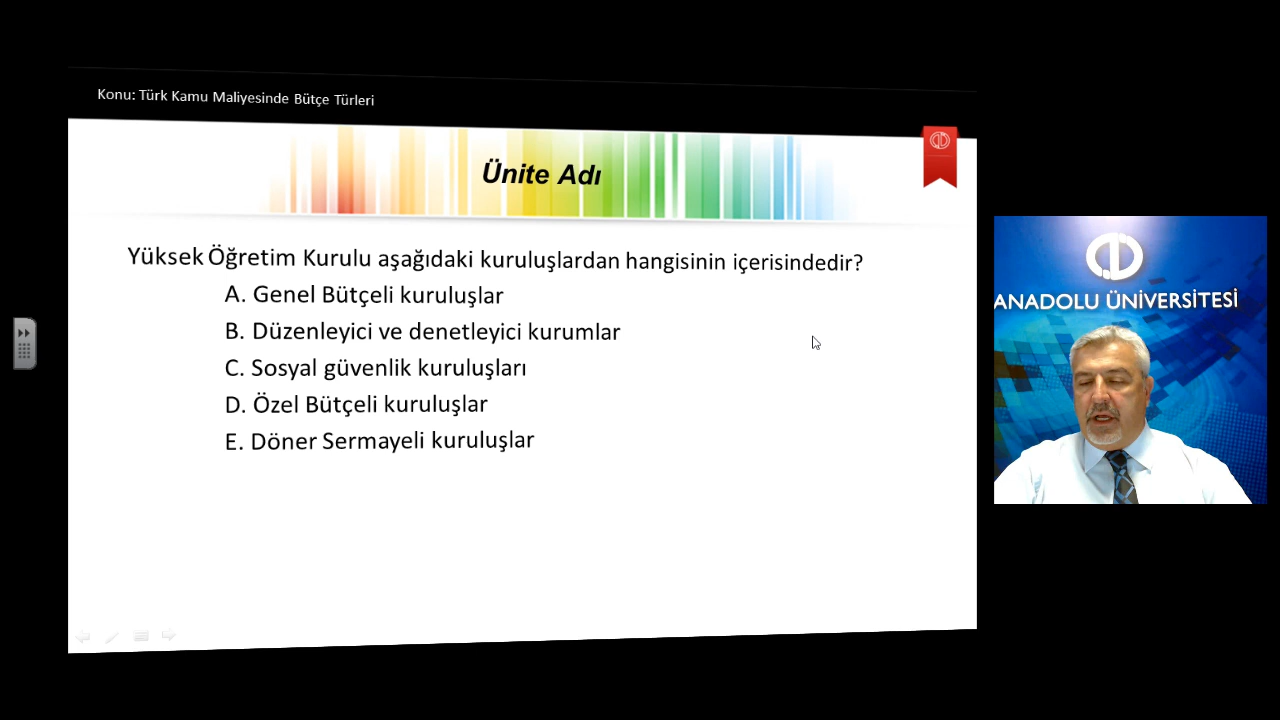 Konu: Türk Kamu Maliyesinde Bütçe Türleri
Ünite Adı
Yüksek Öğretim Kurulu aşağıdaki kuruluşlardan hangisinin içerisindedir?
A. Genel Bütçeli kuruluşlar
B. Düzenleyici ve denetleyici kurumlar
C. Sosyal güvenlik kuruluşları
D. Özel Bütçeli kuruluşlar
E. Döner Sermayeli kuruluşlar
ANADOLU ÜNİVERSİTESİ